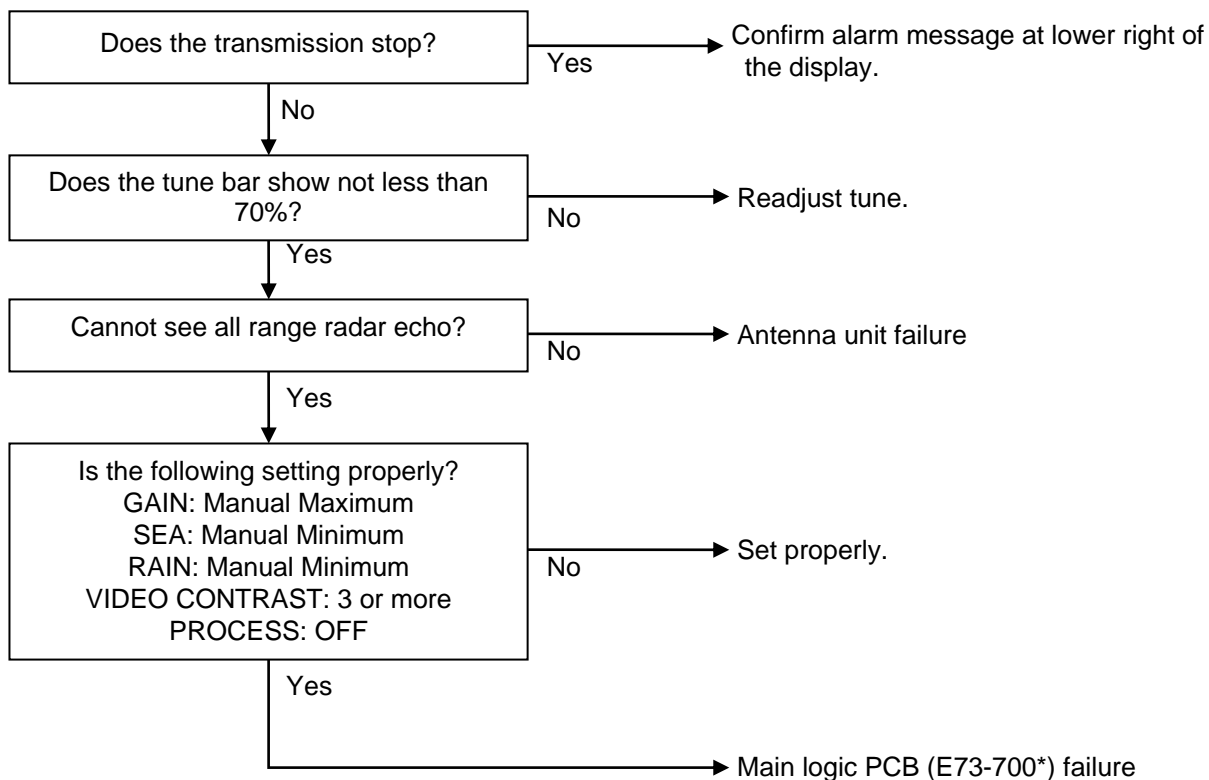 Does the transmission stop?
Yes
Confirm alarm message at lower right of
the display.
No
Does the tune bar show not less than
70%?
No
Readjust tune.
Yes
Cannot see all range radar echo?
No
Antenna unit failure
Yes
Is the following setting properly?
GAIN: Manual Maximum
SEA: Manual Minimum
RAIN: Manual Minimum
VIDEO CONTRAST: 3 or more
PROCESS: OFF
No
Set properly.
Yes
Main logic PCB (E73-700*) failure